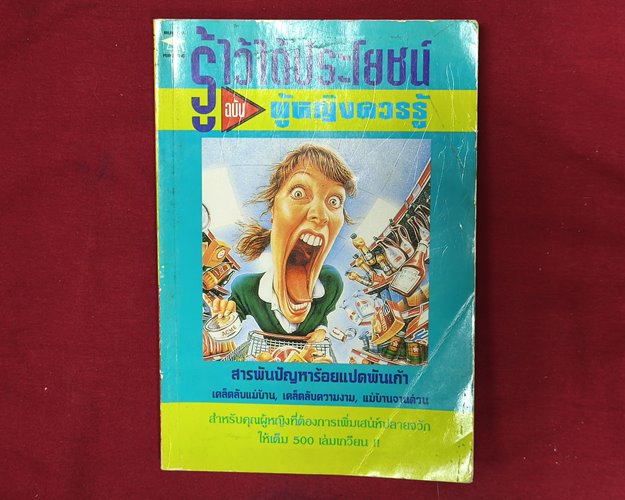 รู้ไว้ได้ประโยชน์
ฉบับ ผู้หญิงควรรู้
สารพันปัญหาร้อยแปดพันเก้า
เคล็ดลับแม่บ้าน, เคล็ดลับความงาม, แม่บ้านจานด่วน
สำหรับคุณผู้หญิงที่ต้องการเพิ่มเสน่ห์ปลายจวัก
ให้เต็ม 500 เล่มเกวียน !!